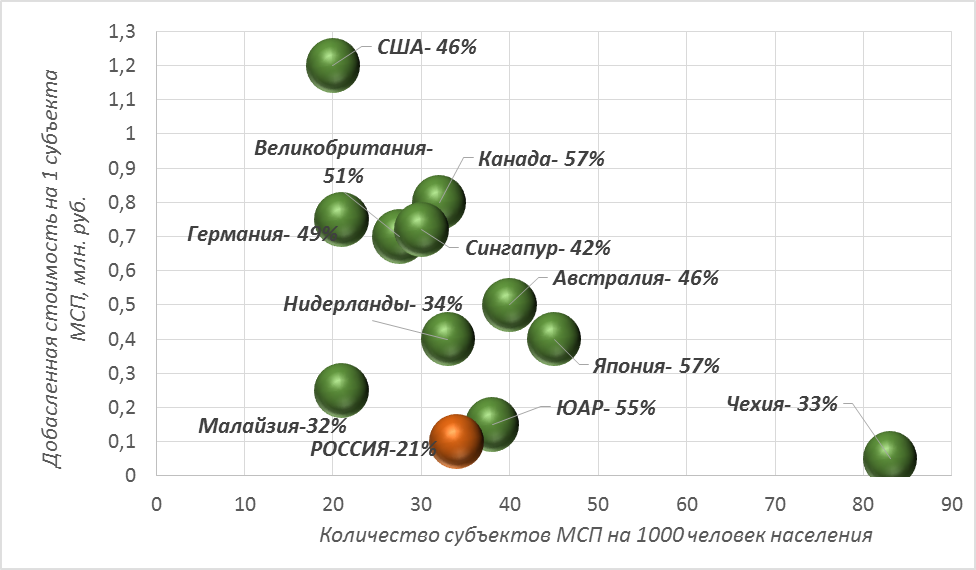 Добасленная стоимость на 1 субъекта
МСП, млн. руб.
1,3
1,2
1,1
1
0,9
0,8
0,7
0,6
0,5
0,4
0,3
0,2
0,1
0
США- 46%
Великобритания-
51%
Канада- 57%
Германия- 49%
Сингапур- 42%
Австралия- 46%
Нидерланды- 34%
Япония- 57%
Малайзия-32%
ЮАР- 55%
Чехия- 33%
РОССИЯ-21%
0 10 20 30 40 50 60 70 80 90
Количество субъектов МСП на 1000 человек населения